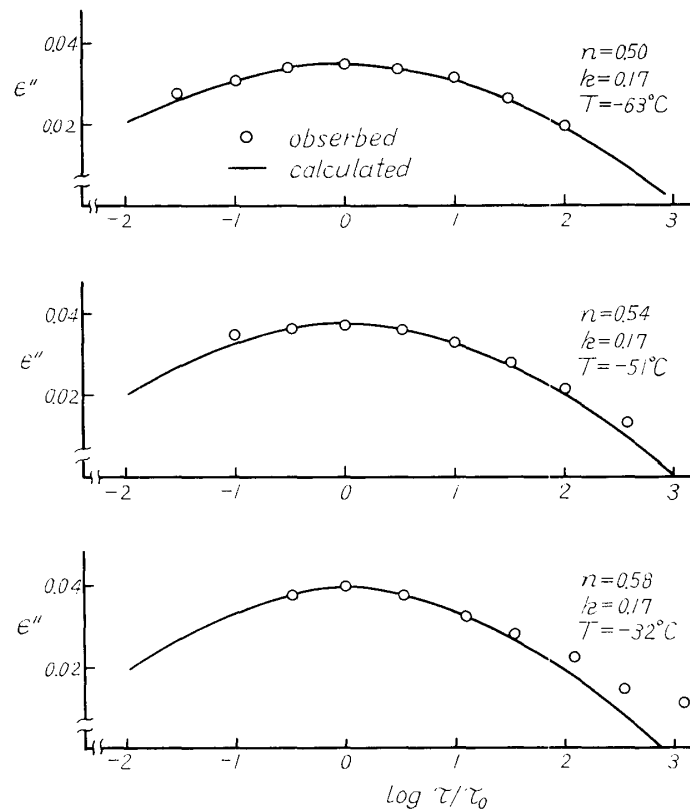 0.04
ε″
0.02
n=0.50
k=0.17
T=-63°C
○ obserbed
— calculated
-2 -1 0 1 2 3
0.04
ε″
0.02
n=0.54
k=0.17
T=-51°C
-2 -1 0 1 2 3
0.04
ε″
0.02
n=0.58
k=0.17
T=-32°C
-2 -1 0 1 2 3
log τ/τ₀